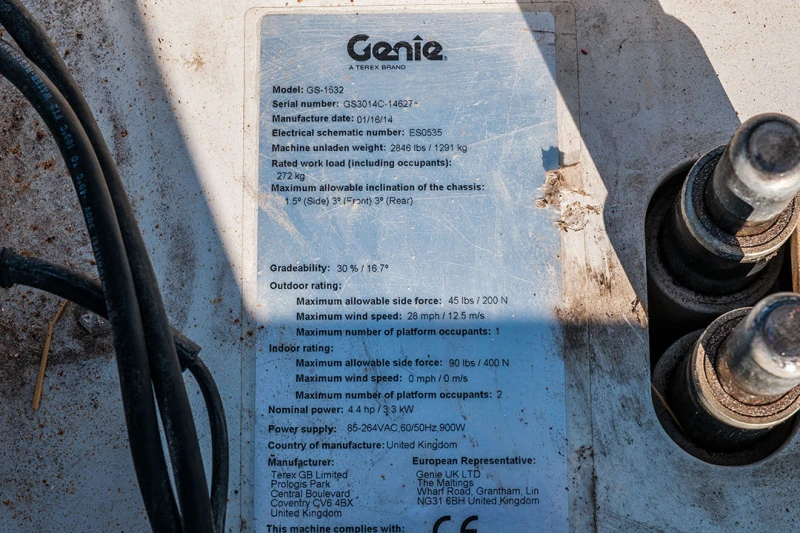 Genie
A TEREX BRAND
Model: GS-1532
Serial number: GS3014C-14627
Manufacture date: 01/16/14
Electrical schematic number: ES0535
Machine unladen weight: 2846 lbs / 1291 kg
Rated work load (including occupants):
272 kg
Maximum allowable inclination of the chassis:
1.5º (Side) 3º (Front) 3º (Rear)
Gradeability: 30 % / 16.7º
Outdoor rating:
Maximum allowable side force: 45 lbs / 200 N
Maximum wind speed: 28 mph / 12.5 m/s
Maximum number of platform occupants: 1
Indoor rating:
Maximum allowable side force: 90 lbs / 400 N
Maximum wind speed: 0 mph / 0 m/s
Maximum number of platform occupants: 2
Nominal power: 4.4 hp / 3.3 kW
Power supply: 85-264VAC,60/50Hz,900W
Country of manufacture: United Kingdom
Manufacturer:
Terex GB Limited
Prologis Park
Central Boulevard
Coventry CV6 4BX
United Kingdom
European Representative:
Genie UK LTD
The Maltings
Wharf Road, Grantham, Lin
NG31 6BH United Kingdom
This machine complies with:
CE